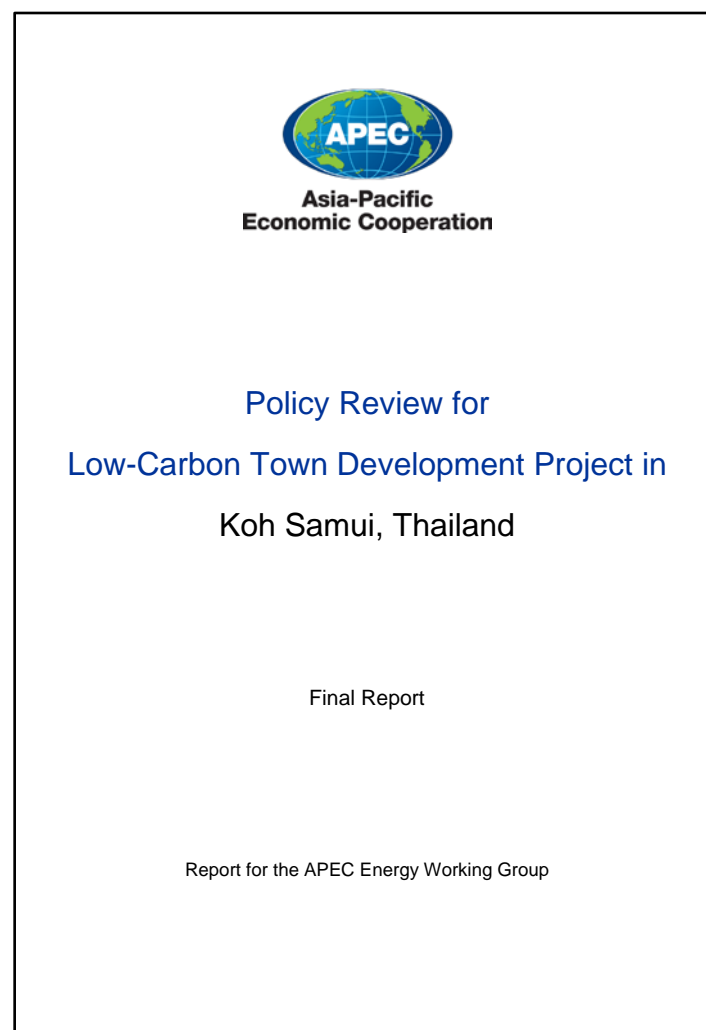 APEC
Asia-Pacific
Economic Cooperation
Policy Review for
Low-Carbon Town Development Project in
Koh Samui, Thailand
Final Report
Report for the APEC Energy Working Group